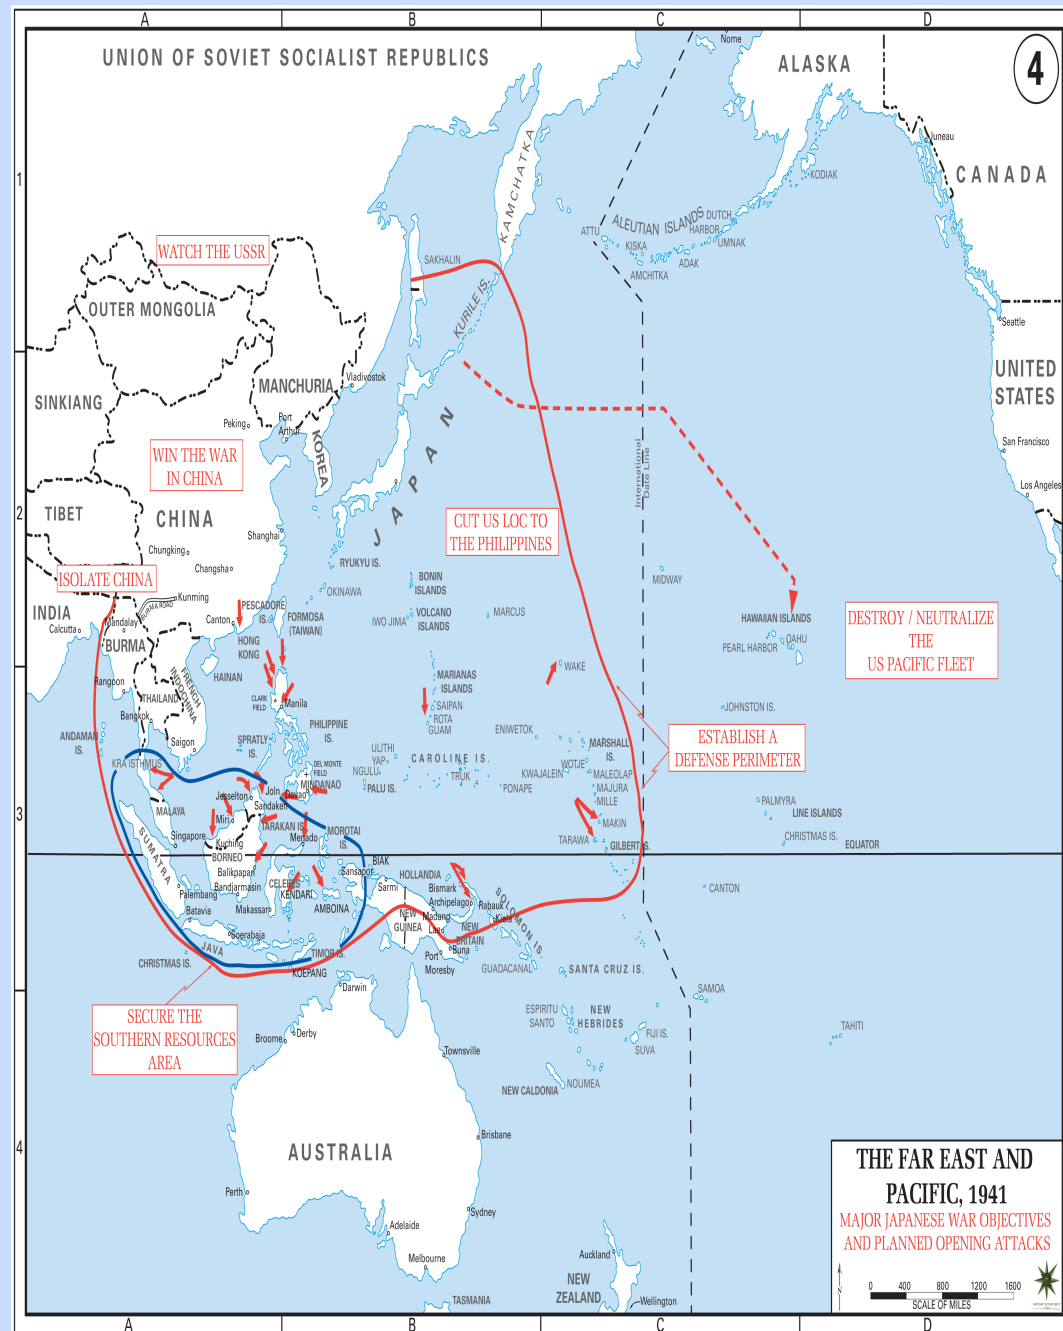 A
B
C
D
UNION OF SOVIET SOCIALIST REPUBLICS
Nome
ALASKA
4
Juneau
CANADA
1
KAMCHATKA
KODIAK
ALEUTIAN ISLANDS
DUTCH
HARBOR
ATTU
KISKA
UMNAK
ADAK
AMCHITKA
WATCH THE USSR
SAKHALIN
OUTER MONGOLIA
KURILE IS.
Seattle
MANCHURIA
Vladivostok
UNITED
STATES
SINKIANG
Peking
Port
Arthur
KOREA
JAPAN
San Francisco
WIN THE WAR
IN CHINA
International
Date Line
Los Angeles
2
TIBET
CHINA
CUT US LOC TO
THE PHILIPPINES
Shanghai
Chungking
Changsha
RYUKYU IS.
ISOLATE CHINA
BONIN
ISLANDS
MIDWAY
OKINAWA
INDIA
BURMA ROAD
Kunming
PESCADORE
IS.
FORMOSA
(TAIWAN)
IWO JIMA
VOLCANO
ISLANDS
MARCUS
HAWAIIAN ISLANDS
DESTROY / NEUTRALIZE
THE
US PACIFIC FLEET
Calcutta
Mandalay
Canton
OAHU
PEARL HARBOR
BURMA
HONG
KONG
HAINAN
FRENCH
INDOCHINA
WAKE
Rangoon
THAILAND
CLARK
FIELD
Manila
MARIANAS
ISLANDS
SAIPAN
ROTA
GUAM
JOHNSTON IS.
Bangkok
ANDAMAN
IS.
Saigon
SPRATLY
IS.
PHILIPPINE
IS.
ENIWETOK
ESTABLISH A
DEFENSE PERIMETER
KRA ISTHMUS
ULITHI
YAP
NGULU
CAROLINE IS.
MARSHALL
IS.
DEL MONTE
FIELD
WOTJE
KWAJALEIN
MALEOLAP
TRUK
MINDANAO
PALU IS.
PONAPE
MAJURA
MILLE
Jesselton
Joln
Davao
Sandaken
PALMYRA
3
MALAYA
Miri
TARAKAN IS.
MAKIN
LINE ISLANDS
Singapore
Kuching
Menado
MOROTAI
IS.
TARAWA
GILBERT IS.
CHRISTMAS IS.
EQUATOR
SUMATRA
BORNEO
Balikpapan
BIAK
Sansapor
HOLLANDIA
Sarmi
Bismark
Archipelago
Palembang
Bandjarmasin
CELEBES
KENDARI
CANTON
Batavia
Makassar
AMBOINA
NEW
GUINEA
Madang
Lae
Rabauk
Kieta
SOLOMON IS.
NEW
BRITAIN
Soerabaja
JAVA
TIMOR IS.
Buna
Port
Moresby
CHRISTMAS IS.
KOEPANG
GUADACANAL
SANTA CRUZ IS.
Darwin
SAMOA
SECURE THE
SOUTHERN RESOURCES
AREA
ESPIRITU
SANTO
NEW
HEBRIDES
TAHITI
Broome
Derby
FIJI IS.
SUVA
Townsville
NEW CALDONIA
NOUMEA
4
AUSTRALIA
Brisbane
THE FAR EAST AND
PACIFIC, 1941
MAJOR JAPANESE WAR OBJECTIVES
AND PLANNED OPENING ATTACKS
Perth
Sydney
Adelaide
Auckland
Melbourne
NEW
ZEALAND
TASMANIA
Wellington
0 400 800 1200 1600
SCALE OF MILES
A
B
C
D